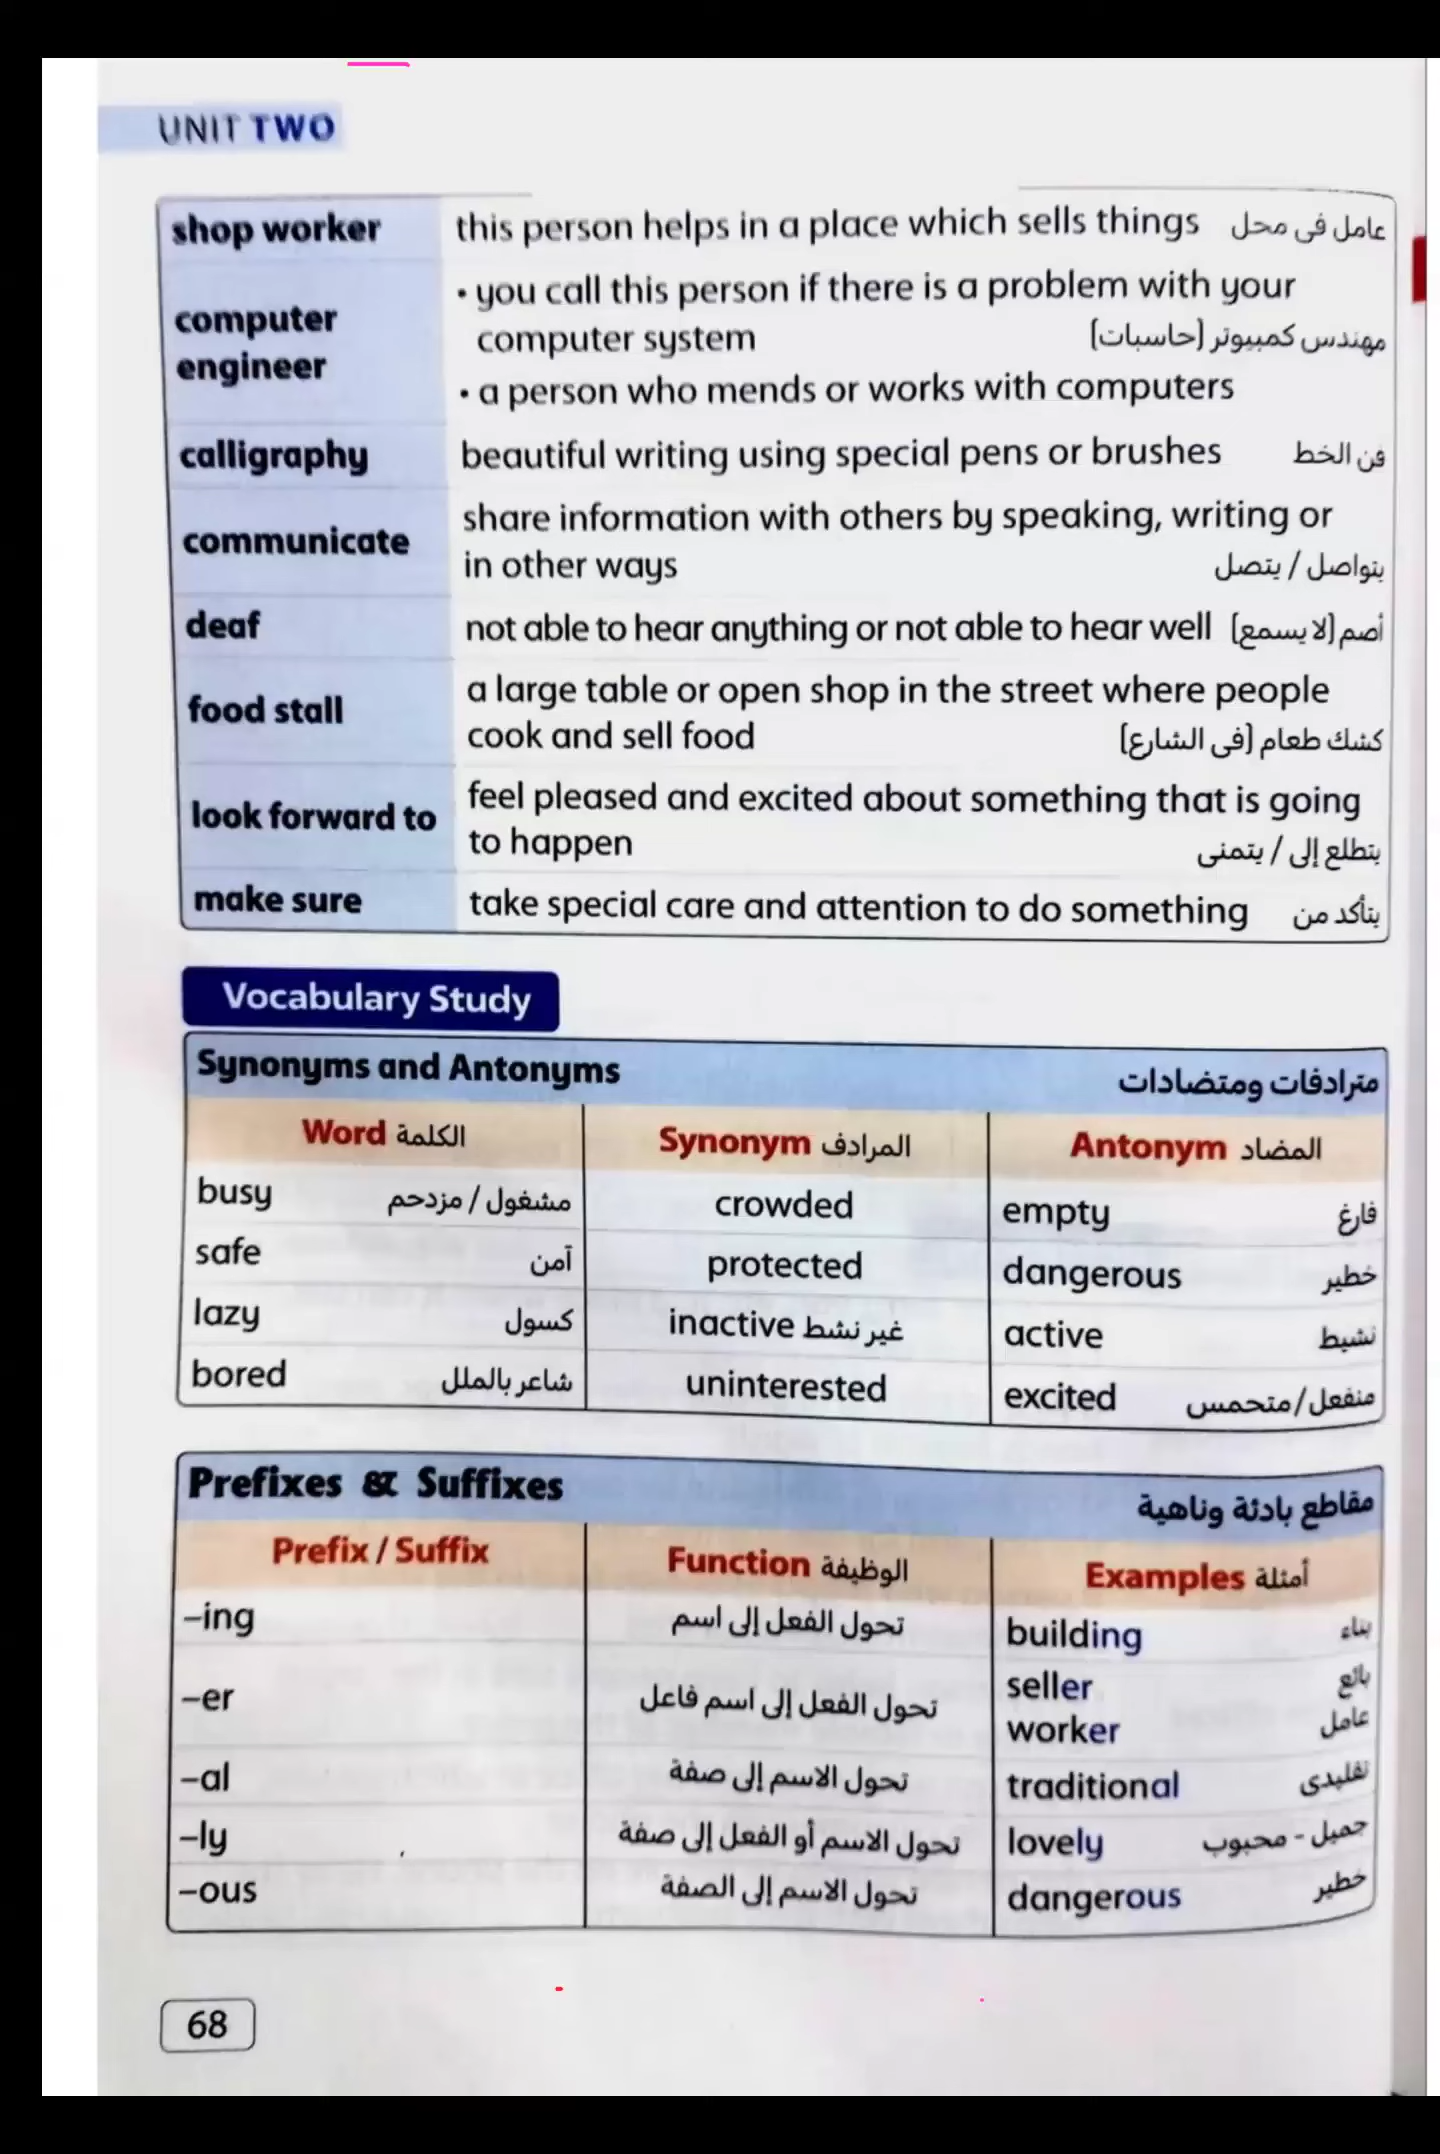 UNIT TWO
shop worker this person helps in a place which sells things عامل فى محل
computer engineer
• you call this person if there is a problem with your
computer system مهندس كمبيوتر (حاسبات)
• a person who mends or works with computers
calligraphy beautiful writing using special pens or brushes فن الخط
communicate
share information with others by speaking, writing or
in other ways يتواصل / يتصل
deaf not able to hear anything or not able to hear well أصم (لا يسمع)
food stall
a large table or open shop in the street where people
cook and sell food كشك طعام (فى الشارع)
look forward to
feel pleased and excited about something that is going
to happen يتطلع إلى / يتمنى
make sure take special care and attention to do something يتأكد من
Vocabulary Study
Synonyms and Antonyms مترادفات ومتضادات
Word الكلمة Synonym المرادف Antonym المضاد
busy مشغول / مزدحم crowded empty فارغ
safe آمن protected dangerous خطير
lazy كسول inactive غير نشط active نشيط
bored شاعر بالملل uninterested excited منفعل/متحمس
Prefixes & Suffixes مقاطع بادئة وناهية
Prefix / Suffix Function الوظيفة Examples أمثلة
–ing تحول الفعل إلى اسم building بناء
–er تحول الفعل إلى اسم فاعل seller بائع
worker عامل
–al تحول الاسم إلى صفة traditional تقليدى
–ly تحول الاسم أو الفعل إلى صفة lovely جميل - محبوب
–ous تحول الاسم إلى الصفة dangerous خطير
68